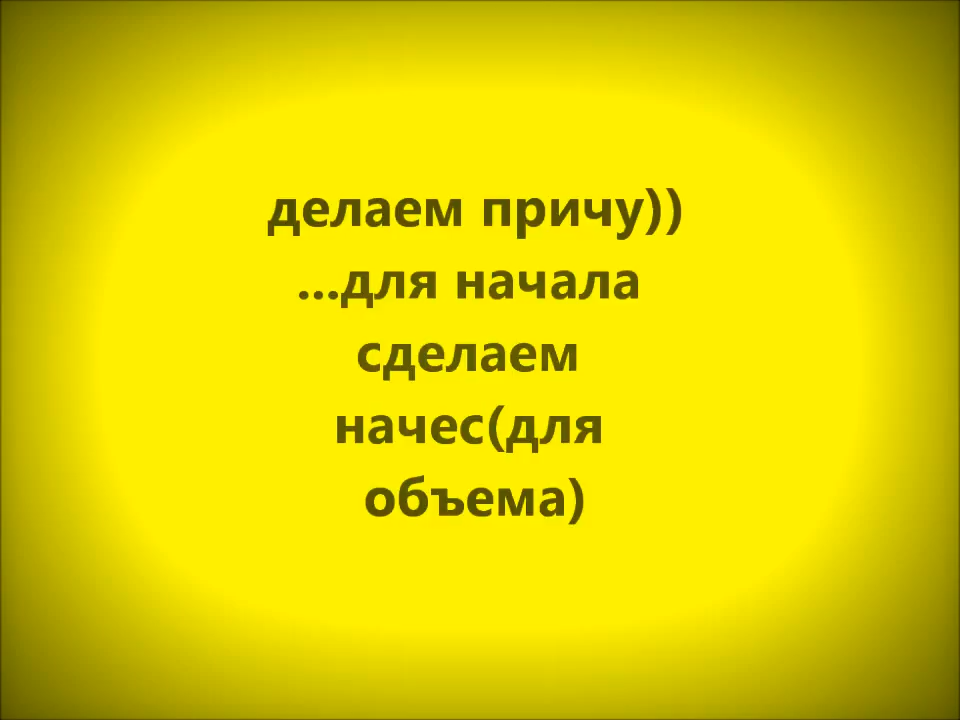 делаем причу))
...для начала
сделаем
начес(для
объема)